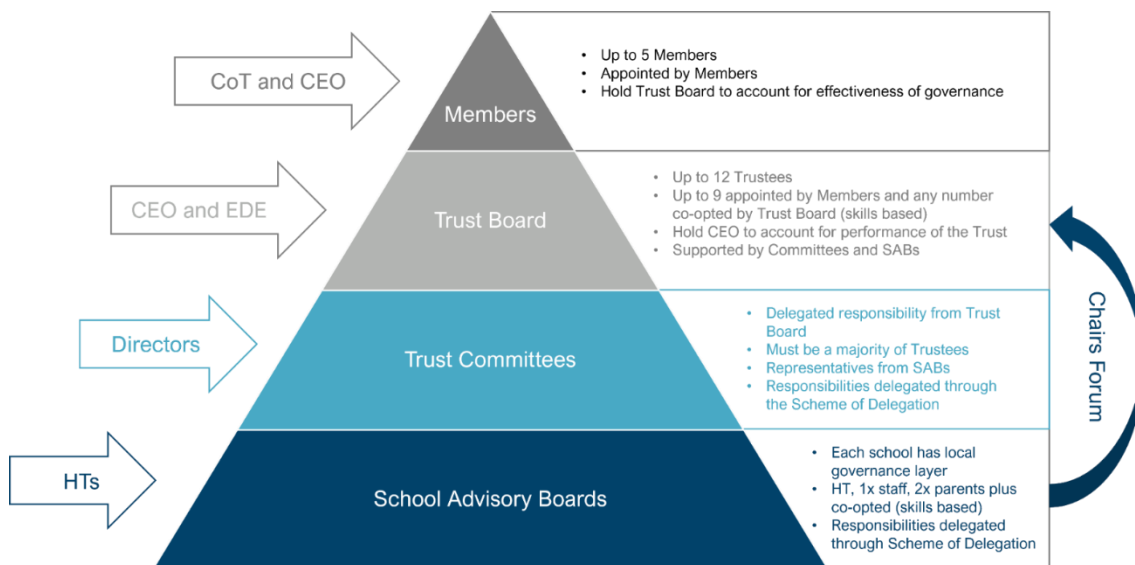 CoT and CEO
Members
• Up to 5 Members
• Appointed by Members
• Hold Trust Board to account for effectiveness of governance
CEO and EDE
Trust Board
• Up to 12 Trustees
• Up to 9 appointed by Members and any number
co-opted by Trust Board (skills based)
• Hold CEO to account for performance of the Trust
• Supported by Committees and SABs
Directors
Trust Committees
• Delegated responsibility from Trust
Board
• Must be a majority of Trustees
• Representatives from SABs
• Responsibilities delegated through
the Scheme of Delegation
HTs
School Advisory Boards
• Each school has local
governance layer
• HT, 1x staff, 2x parents plus
co-opted (skills based)
• Responsibilities delegated
through Scheme of Delegation
Chairs Forum